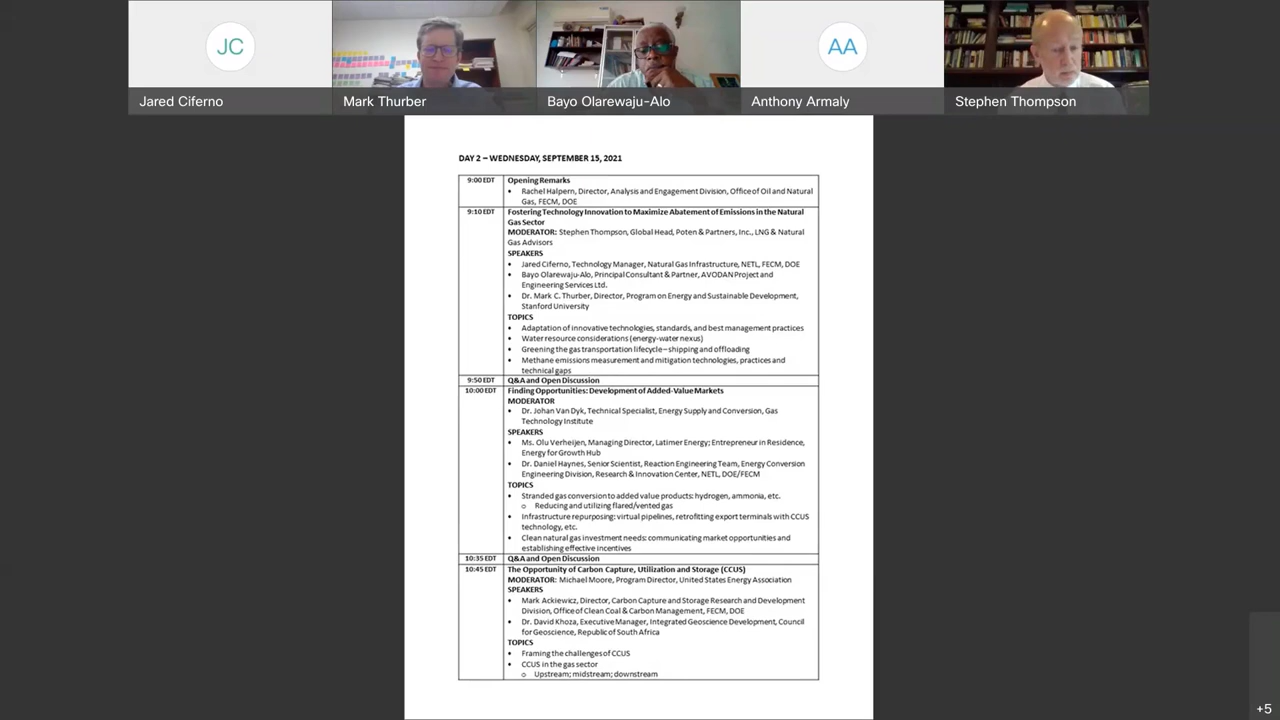 JC
AA
Jared Ciferno
Mark Thurber
Bayo Olarewaju-Alo
Anthony Armaly
Stephen Thompson
DAY 2 – WEDNESDAY, SEPTEMBER 15, 2021
9:00 EDT
Opening Remarks
• Rachel Halpern, Director, Analysis and Engagement Division, Office of Oil and Natural
Gas, FECM, DOE
9:10 EDT
Fostering Technology Innovation to Maximize Abatement of Emissions in the Natural
Gas Sector
MODERATOR: Stephen Thompson, Global Head, Poten & Partners, Inc., LNG & Natural
Gas Advisors
SPEAKERS
• Jared Ciferno, Technology Manager, Natural Gas Infrastructure, NETL, FECM, DOE
• Bayo Olarewaju-Alo, Principal Consultant & Partner, AVODAN Project and
Engineering Services Ltd.
• Dr. Mark C. Thurber, Director, Program on Energy and Sustainable Development,
Stanford University
TOPICS
• Adaptation of innovative technologies, standards, and best management practices
• Water resource considerations (energy-water nexus)
• Greening the gas transportation lifecycle—shipping and offloading
• Methane emissions measurement and mitigation technologies, practices and
technical gaps
9:50 EDT
Q&A and Open Discussion
10:00 EDT
Finding Opportunities: Development of Added-Value Markets
MODERATOR
• Dr. Johan Van Dyk, Technical Specialist, Energy Supply and Conversion, Gas
Technology Institute
SPEAKERS
• Ms. Olu Verheijen, Managing Director, Latimer Energy; Entrepreneur in Residence,
Energy for Growth Hub
• Dr. Daniel Haynes, Senior Scientist, Reaction Engineering Team, Energy Conversion
Engineering Division, Research & Innovation Center, NETL, DOE/FECM
TOPICS
• Stranded gas conversion to added value products: hydrogen, ammonia, etc.
o Reducing and utilizing flared/vented gas
• Infrastructure repurposing: virtual pipelines, retrofitting export terminals with CCUS
technology, etc.
• Clean natural gas investment needs: communicating market opportunities and
establishing effective incentives
10:35 EDT
Q&A and Open Discussion
10:45 EDT
The Opportunity of Carbon Capture, Utilization and Storage (CCUS)
MODERATOR: Michael Moore, Program Director, United States Energy Association
SPEAKERS
• Mark Ackiewicz, Director, Carbon Capture and Storage Research and Development
Division, Office of Clean Coal & Carbon Management, FECM, DOE
• Dr. David Khoza, Executive Manager, Integrated Geoscience Development, Council
for Geoscience, Republic of South Africa
TOPICS
• Framing the challenges of CCUS
• CCUS in the gas sector
o Upstream; midstream; downstream
+5